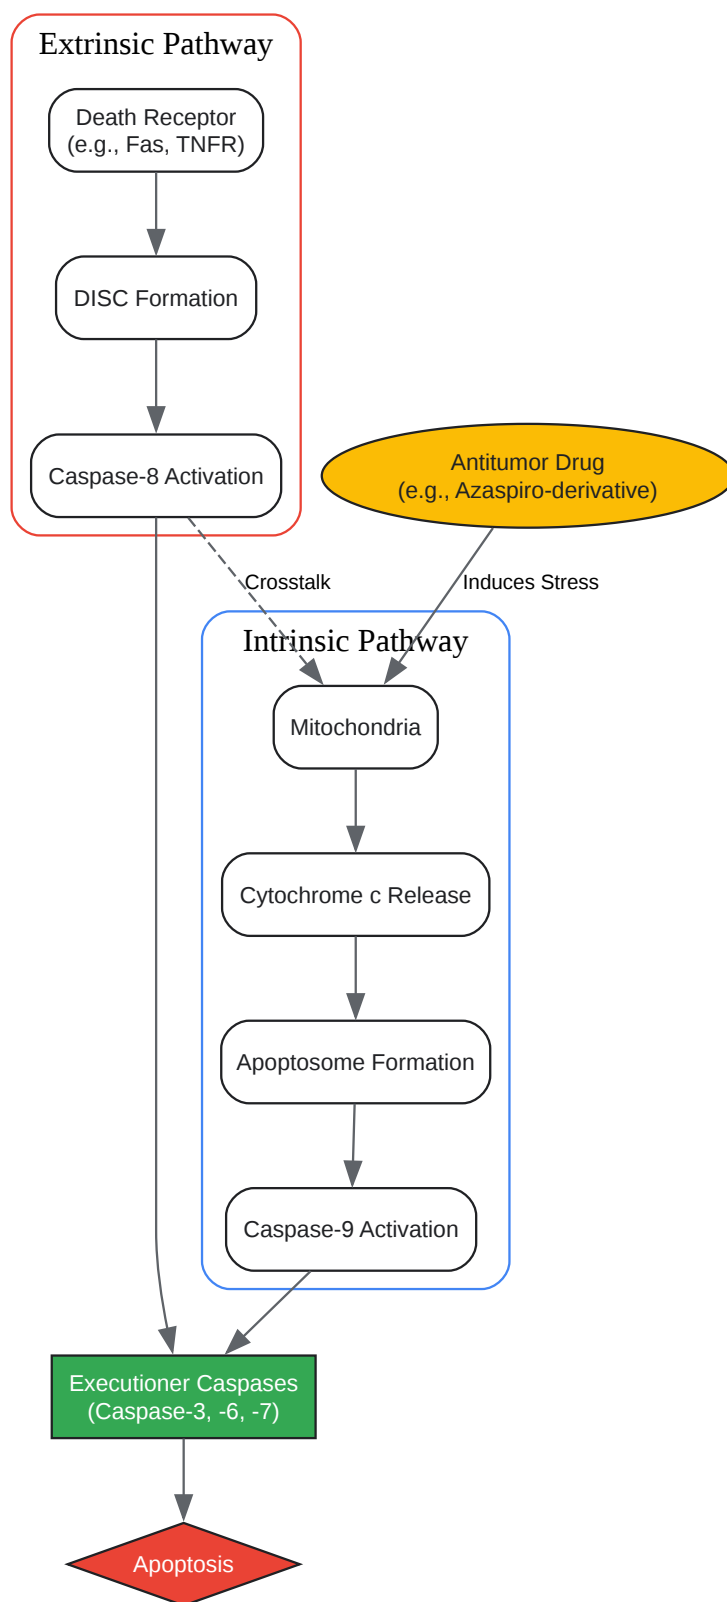 Extrinsic Pathway
Death Receptor
(e.g., Fas, TNFR)
DISC Formation
Caspase-8 Activation
Antitumor Drug
(e.g., Azaspiro-derivative)
Crosstalk
Induces Stress
Intrinsic Pathway
Mitochondria
Cytochrome c Release
Apoptosome Formation
Caspase-9 Activation
Executioner Caspases
(Caspase-3, -6, -7)
Apoptosis